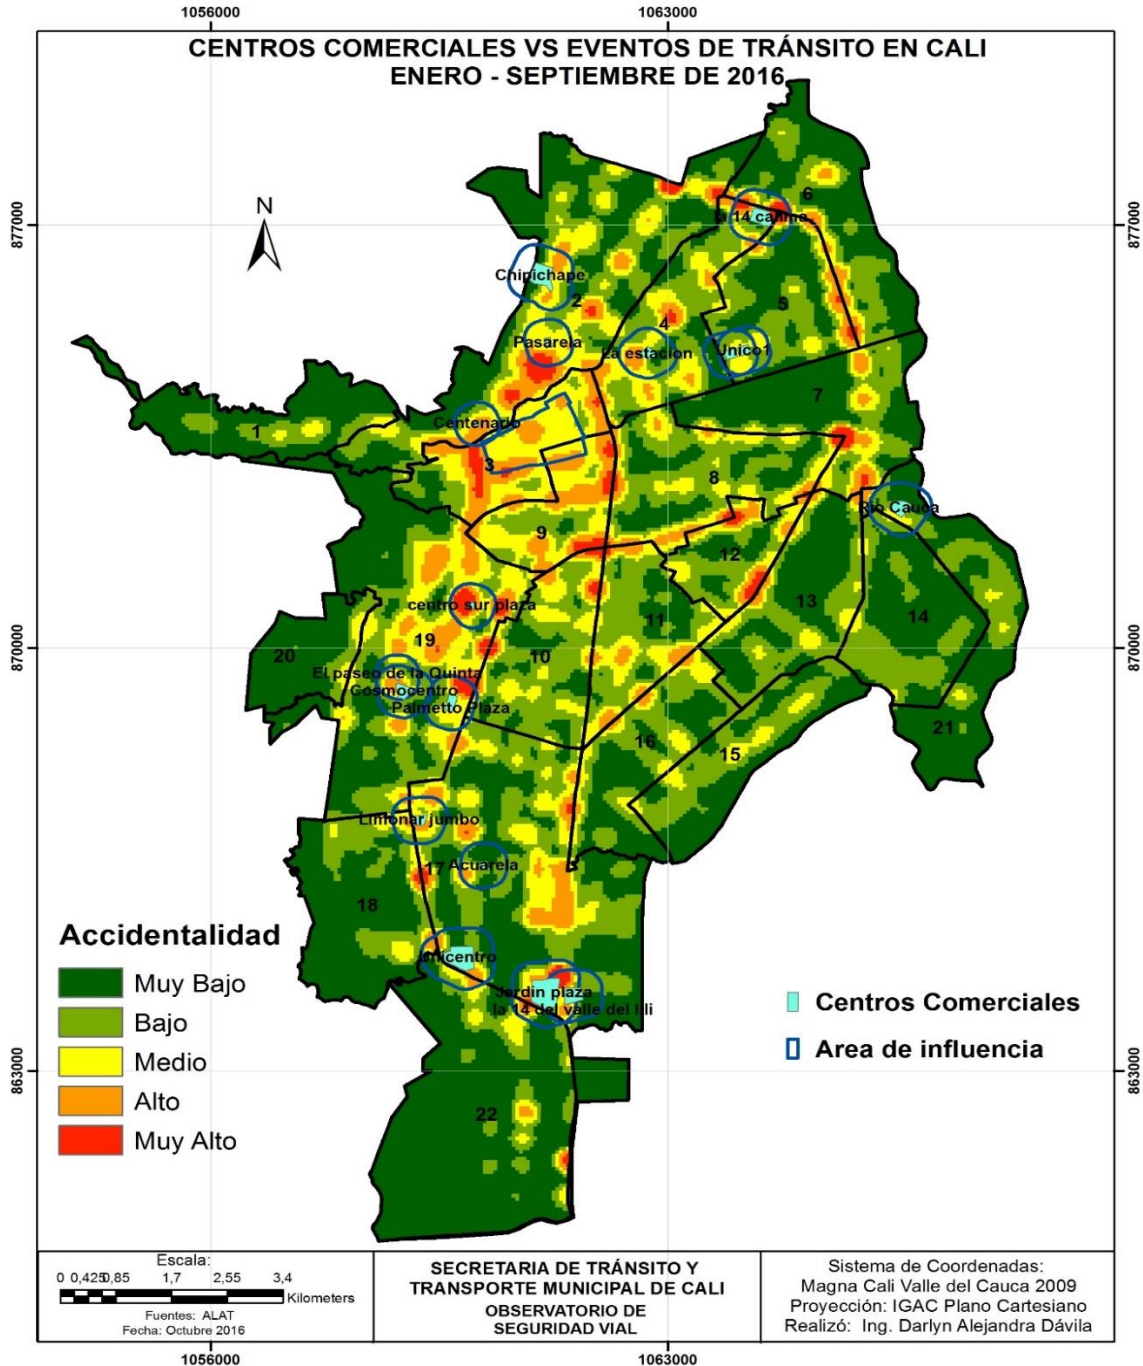 1056000
1063000
CENTROS COMERCIALES VS EVENTOS DE TRÁNSITO EN CALI
ENERO - SEPTIEMBRE DE 2016
877000
877000
N
6
la 14 calima
Chipichape
2
5
4
Pasarela
La estacion
Unico1
7
1
Centenario
3
8
9
Rio Cauca
12
centro sur plaza
11
13
14
19
20
10
870000
870000
El paseo de la Quinta
Cosmocentro
Palmetto Plaza
21
16
15
Limonar jumbo
17
Acuarela
18
Accidentalidad
Unicentro
Muy Bajo
Jardin plaza
la 14 del valle del lili
Centros Comerciales
Bajo
Area de influencia
Medio
863000
863000
Alto
22
Muy Alto
Escala:
0 0,425 0,85 1,7 2,55 3,4
Kilometers
Fuentes: ALAT
Fecha: Octubre 2016
SECRETARIA DE TRÁNSITO Y
TRANSPORTE MUNICIPAL DE CALI
OBSERVATORIO DE
SEGURIDAD VIAL
Sistema de Coordenadas:
Magna Cali Valle del Cauca 2009
Proyección: IGAC Plano Cartesiano
Realizó: Ing. Darlyn Alejandra Dávila
1056000
1063000